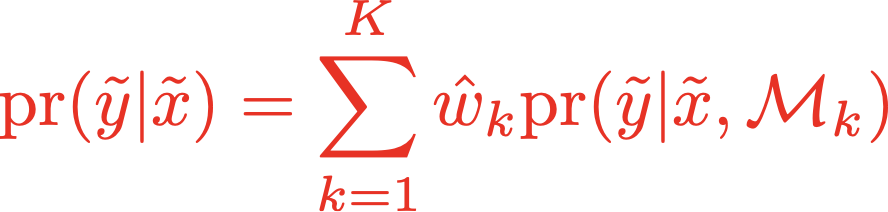 pr(ỹ|x̃) = ∑_{k=1}^{K} ŵ_k pr(ỹ|x̃, ℳ_k)